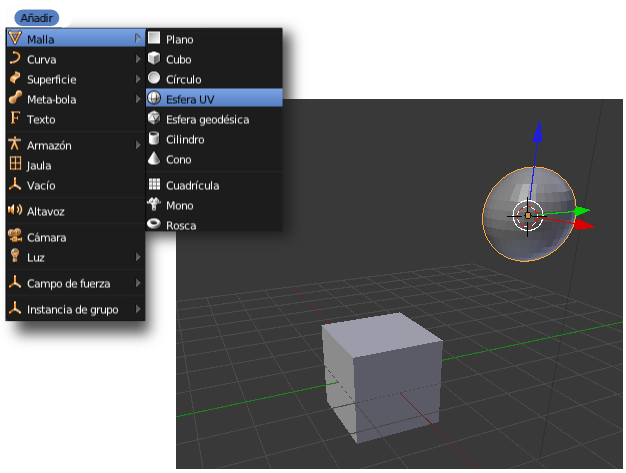 Añadir
Malla
Curva
Superficie
Meta-bola
Texto
Armazón
Jaula
Vacío
Altavoz
Cámara
Luz
Campo de fuerza
Instancia de grupo
Plano
Cubo
Círculo
Esfera UV
Esfera geodésica
Cilindro
Cono
Cuadrícula
Mono
Rosca